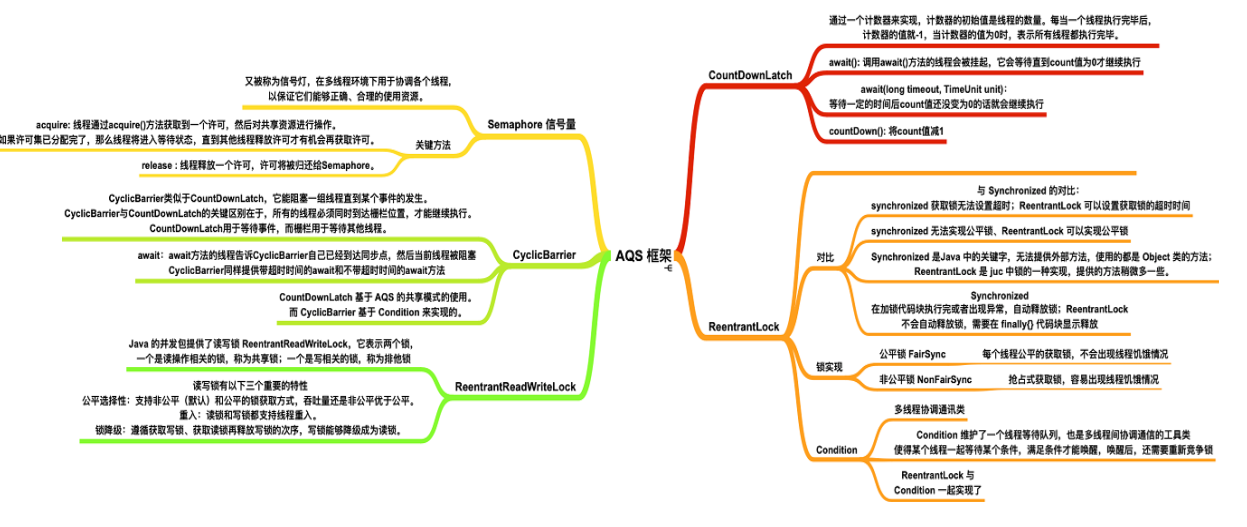 AQS 框架
Semaphore 信号量
又被称为信号灯，在多线程环境下用于协调各个线程，
以保证它们能够正确、合理的使用资源。
关键方法
acquire: 线程通过acquire()方法获取到一个许可，然后对共享资源进行操作。
如果许可集已分配完了，那么线程将进入等待状态，直到其他线程释放许可才有机会再获取许可。
release : 线程释放一个许可，许可将被归还给Semaphore。
CyclicBarrier
CyclicBarrier类似于CountDownLatch，它能阻塞一组线程直到某个事件的发生。
CyclicBarrier与CountDownLatch的关键区别在于，所有的线程必须同时到达栅栏位置，才能继续执行。
CountDownLatch用于等待事件，而栅栏用于等待其他线程。
await：await方法的线程告诉CyclicBarrier自己已经到达同步点，然后当前线程被阻塞
CyclicBarrier同样提供带超时时间的await和不带超时时间的await方法
CountDownLatch 基于 AQS 的共享模式的使用。
而 CyclicBarrier 基于 Condition 来实现的。
ReentrantReadWriteLock
Java 的并发包提供了读写锁 ReentrantReadWriteLock，它表示两个锁，
一个是读操作相关的锁，称为共享锁；一个是写相关的锁，称为排他锁
读写锁有以下三个重要的特性
公平选择性：支持非公平（默认）和公平的锁获取方式，吞吐量还是非公平优于公平。
重入：读锁和写锁都支持线程重入。
锁降级：遵循获取写锁、获取读锁再释放写锁的次序，写锁能够降级成为读锁。
CountDownLatch
通过一个计数器来实现，计数器的初始值是线程的数量。每当一个线程执行完毕后，
计数器的值就-1，当计数器的值为0时，表示所有线程都执行完毕。
await(): 调用await()方法的线程会被挂起，它会等待直到count值为0才继续执行
await(long timeout, TimeUnit unit)：
等待一定的时间后count值还没变为0的话就会继续执行
countDown(): 将count值减1
ReentrantLock
对比
与 Synchronized 的对比：
synchronized 获取锁无法设置超时；ReentrantLock 可以设置获取锁的超时时间
synchronized 无法实现公平锁、ReentrantLock 可以实现公平锁
Synchronized 是Java 中的关键字，无法提供外部方法，使用的都是 Object 类的方法；
ReentrantLock 是 juc 中锁的一种实现，提供的方法稍微多一些。
Synchronized
在加锁代码块执行完或者出现异常，自动释放锁；ReentrantLock
不会自动释放锁，需要在 finally{} 代码块显示释放
锁实现
公平锁 FairSync
每个线程公平的获取锁，不会出现线程饥饿情况
非公平锁 NonFairSync
抢占式获取锁，容易出现线程饥饿情况
Condition
多线程协调通讯类
Condition 维护了一个线程等待队列，也是多线程间协调通信的工具类
使得某个线程一起等待某个条件，满足条件才能唤醒，唤醒后，还需要重新竞争锁
ReentrantLock 与
Condition 一起实现了